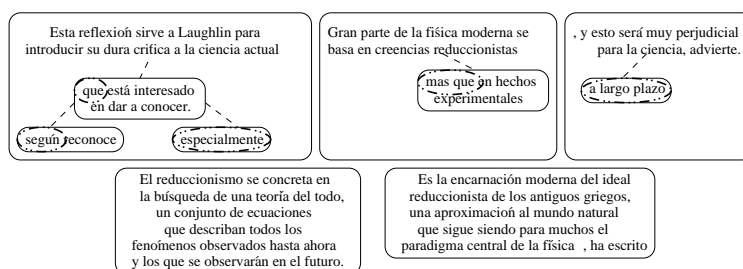 Esta reflexión sirve a Laughlin para
introducir su dura crítica a la ciencia actual
que está interesado
en dar a conocer.
según reconoce
especialmente
Gran parte de la física moderna se
basa en creencias reduccionistas
mas que en hechos
experimentales
, y esto será muy perjudicial
para la ciencia, advierte.
a largo plazo
El reduccionismo se concreta en
la búsqueda de una teoría del todo,
un conjunto de ecuaciones
que describan todos los
fenómenos observados hasta ahora
y los que se observarán en el futuro.
Es la encarnación moderna del ideal
reduccionista de los antiguos griegos,
una aproximación al mundo natural
que sigue siendo para muchos el
paradigma central de la física , ha escrito